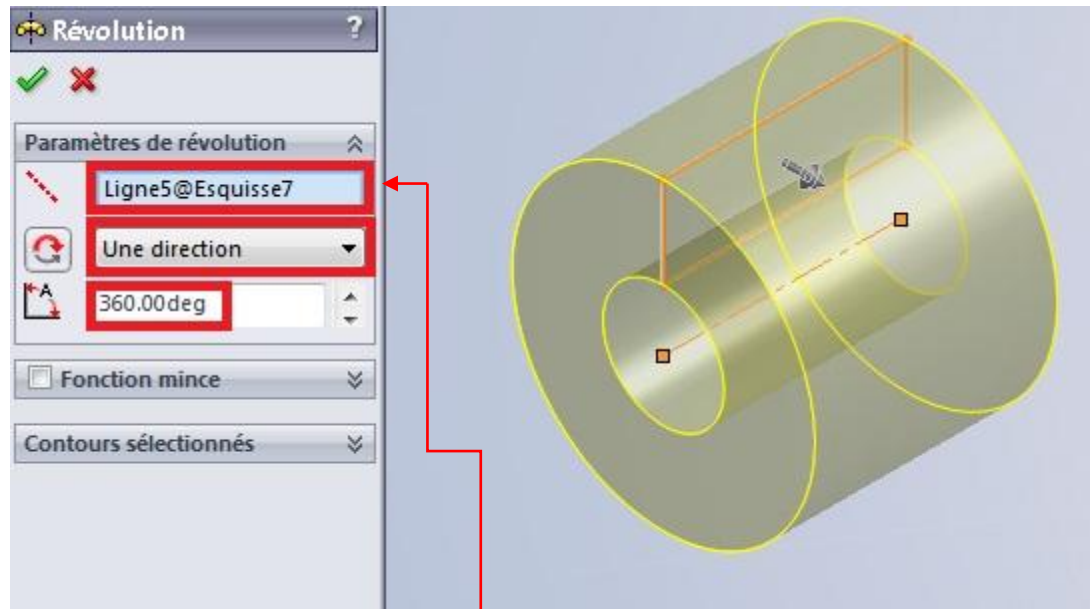 Révolution ?
Paramètres de révolution
Ligne5@Esquisse7
Une direction
A
360.00deg
Fonction mince
Contours sélectionnés